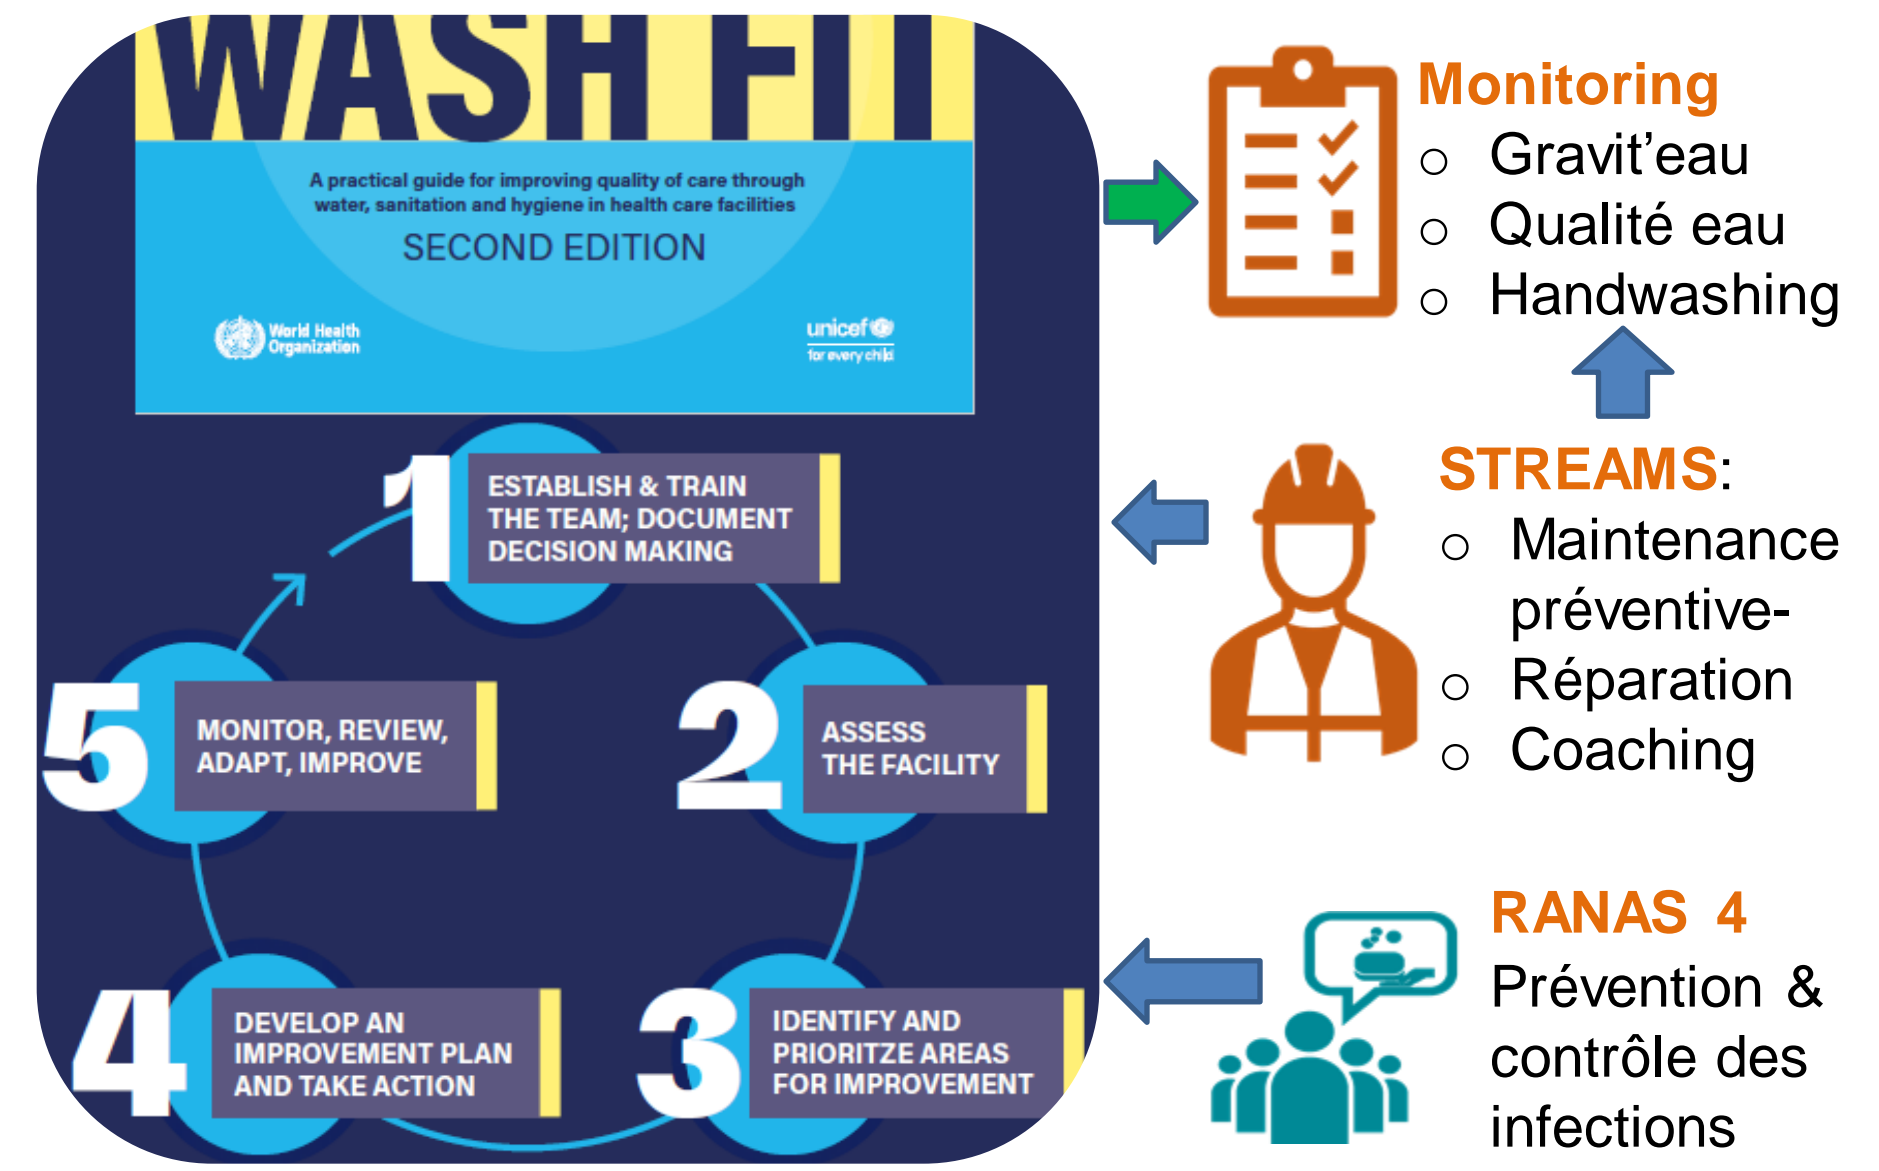 WASH FIT
A practical guide for improving quality of care through
water, sanitation and hygiene in health care facilities
SECOND EDITION
World Health
Organization
unicef
for every child
1
ESTABLISH & TRAIN
THE TEAM; DOCUMENT
DECISION MAKING
2
ASSESS
THE FACILITY
3
IDENTIFY AND
PRIORITZE AREAS
FOR IMPROVEMENT
4
DEVELOP AN
IMPROVEMENT PLAN
AND TAKE ACTION
5
MONITOR, REVIEW,
ADAPT, IMPROVE
Monitoring
o Gravit’eau
o Qualité eau
o Handwashing
STREAMS:
o Maintenance
préventive-
o Réparation
o Coaching
RANAS 4
Prévention &
contrôle des
infections